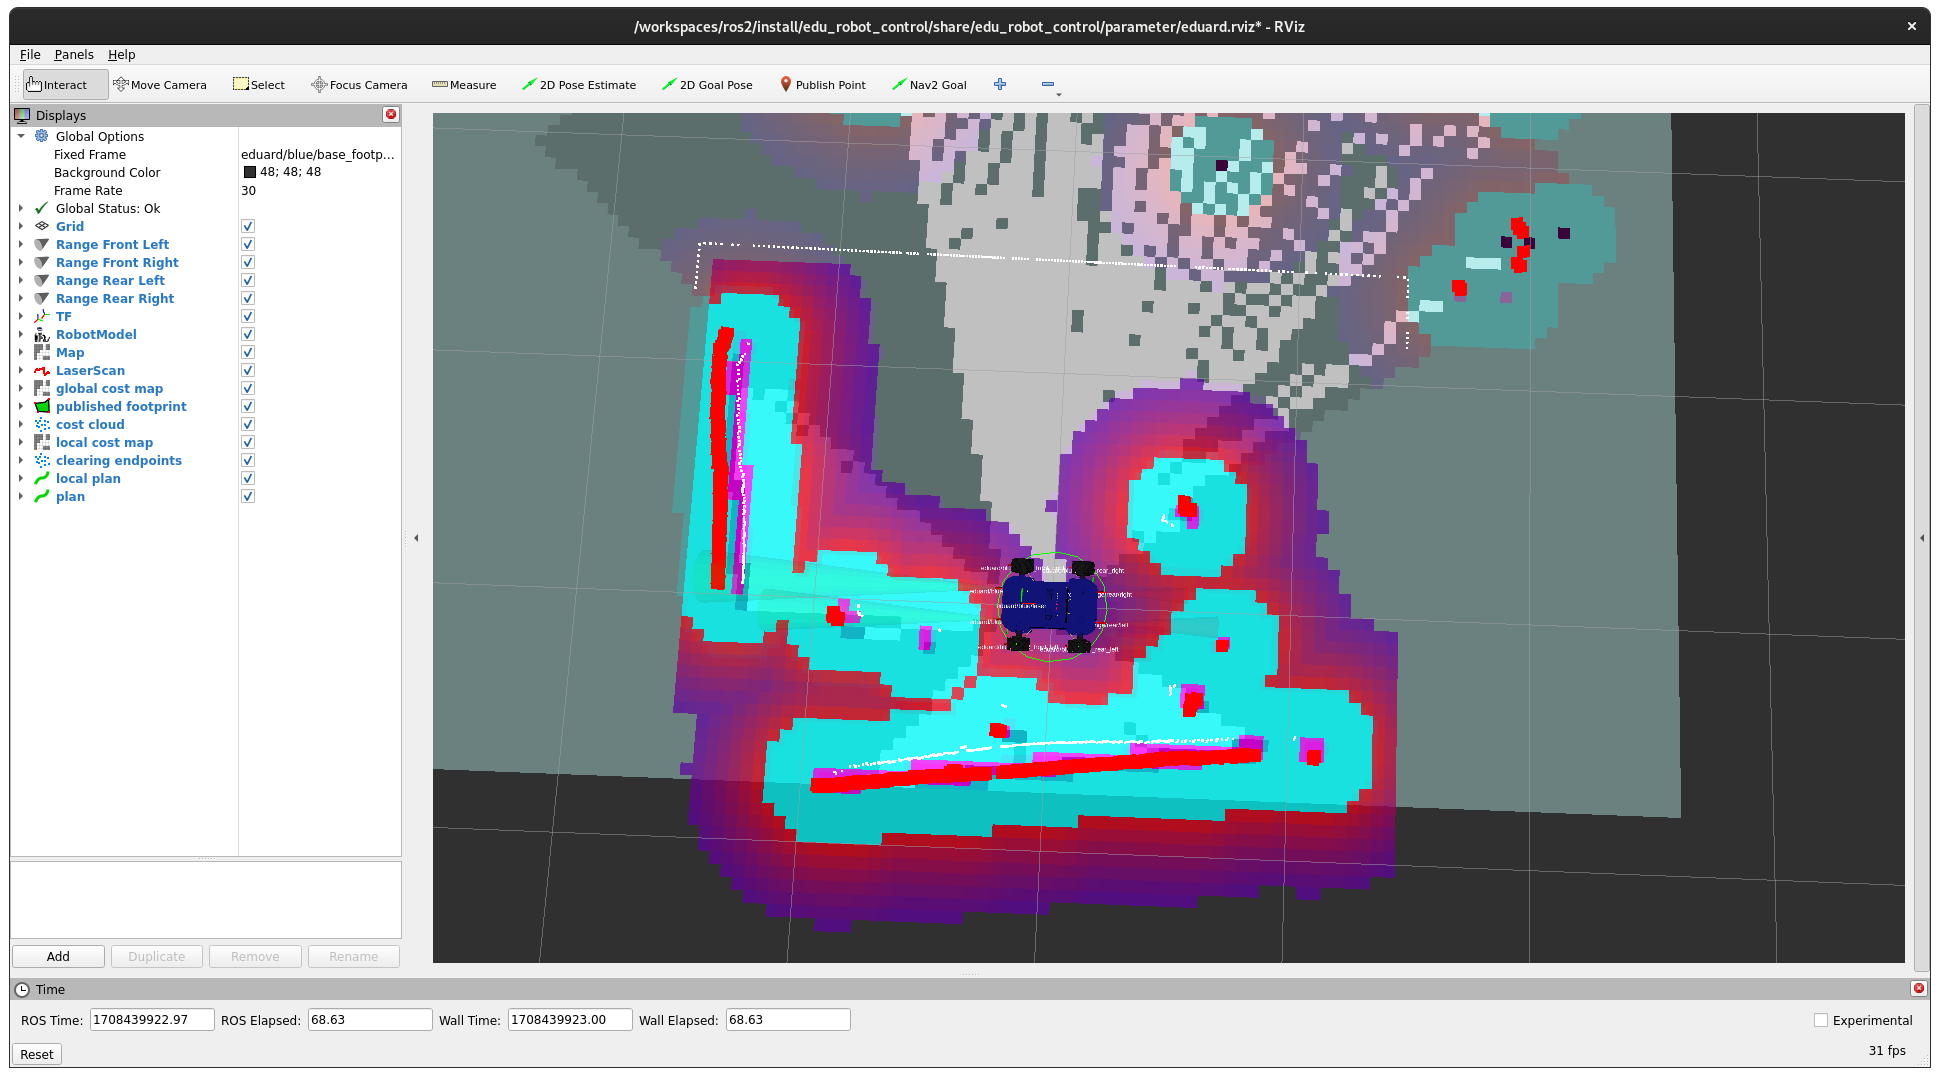 /workspaces/ros2/install/edu_robot_control/share/edu_robot_control/parameter/eduard.rviz* - RViz
File Panels Help
Interact Move Camera Select Focus Camera Measure 2D Pose Estimate 2D Goal Pose Publish Point Nav2 Goal
Displays
Global Options
Fixed Frame eduard/blue/base_footp...
Background Color 48; 48; 48
Frame Rate 30
Global Status: Ok
Grid
Range Front Left
Range Front Right
Range Rear Left
Range Rear Right
TF
RobotModel
Map
LaserScan
global cost map
published footprint
cost cloud
local cost map
clearing endpoints
local plan
plan
eduard/blue/laser
Add Duplicate Remove Rename
Time
ROS Time: 1708439922.97 ROS Elapsed: 68.63 Wall Time: 1708439923.00 Wall Elapsed: 68.63 Experimental
Reset 31 fps